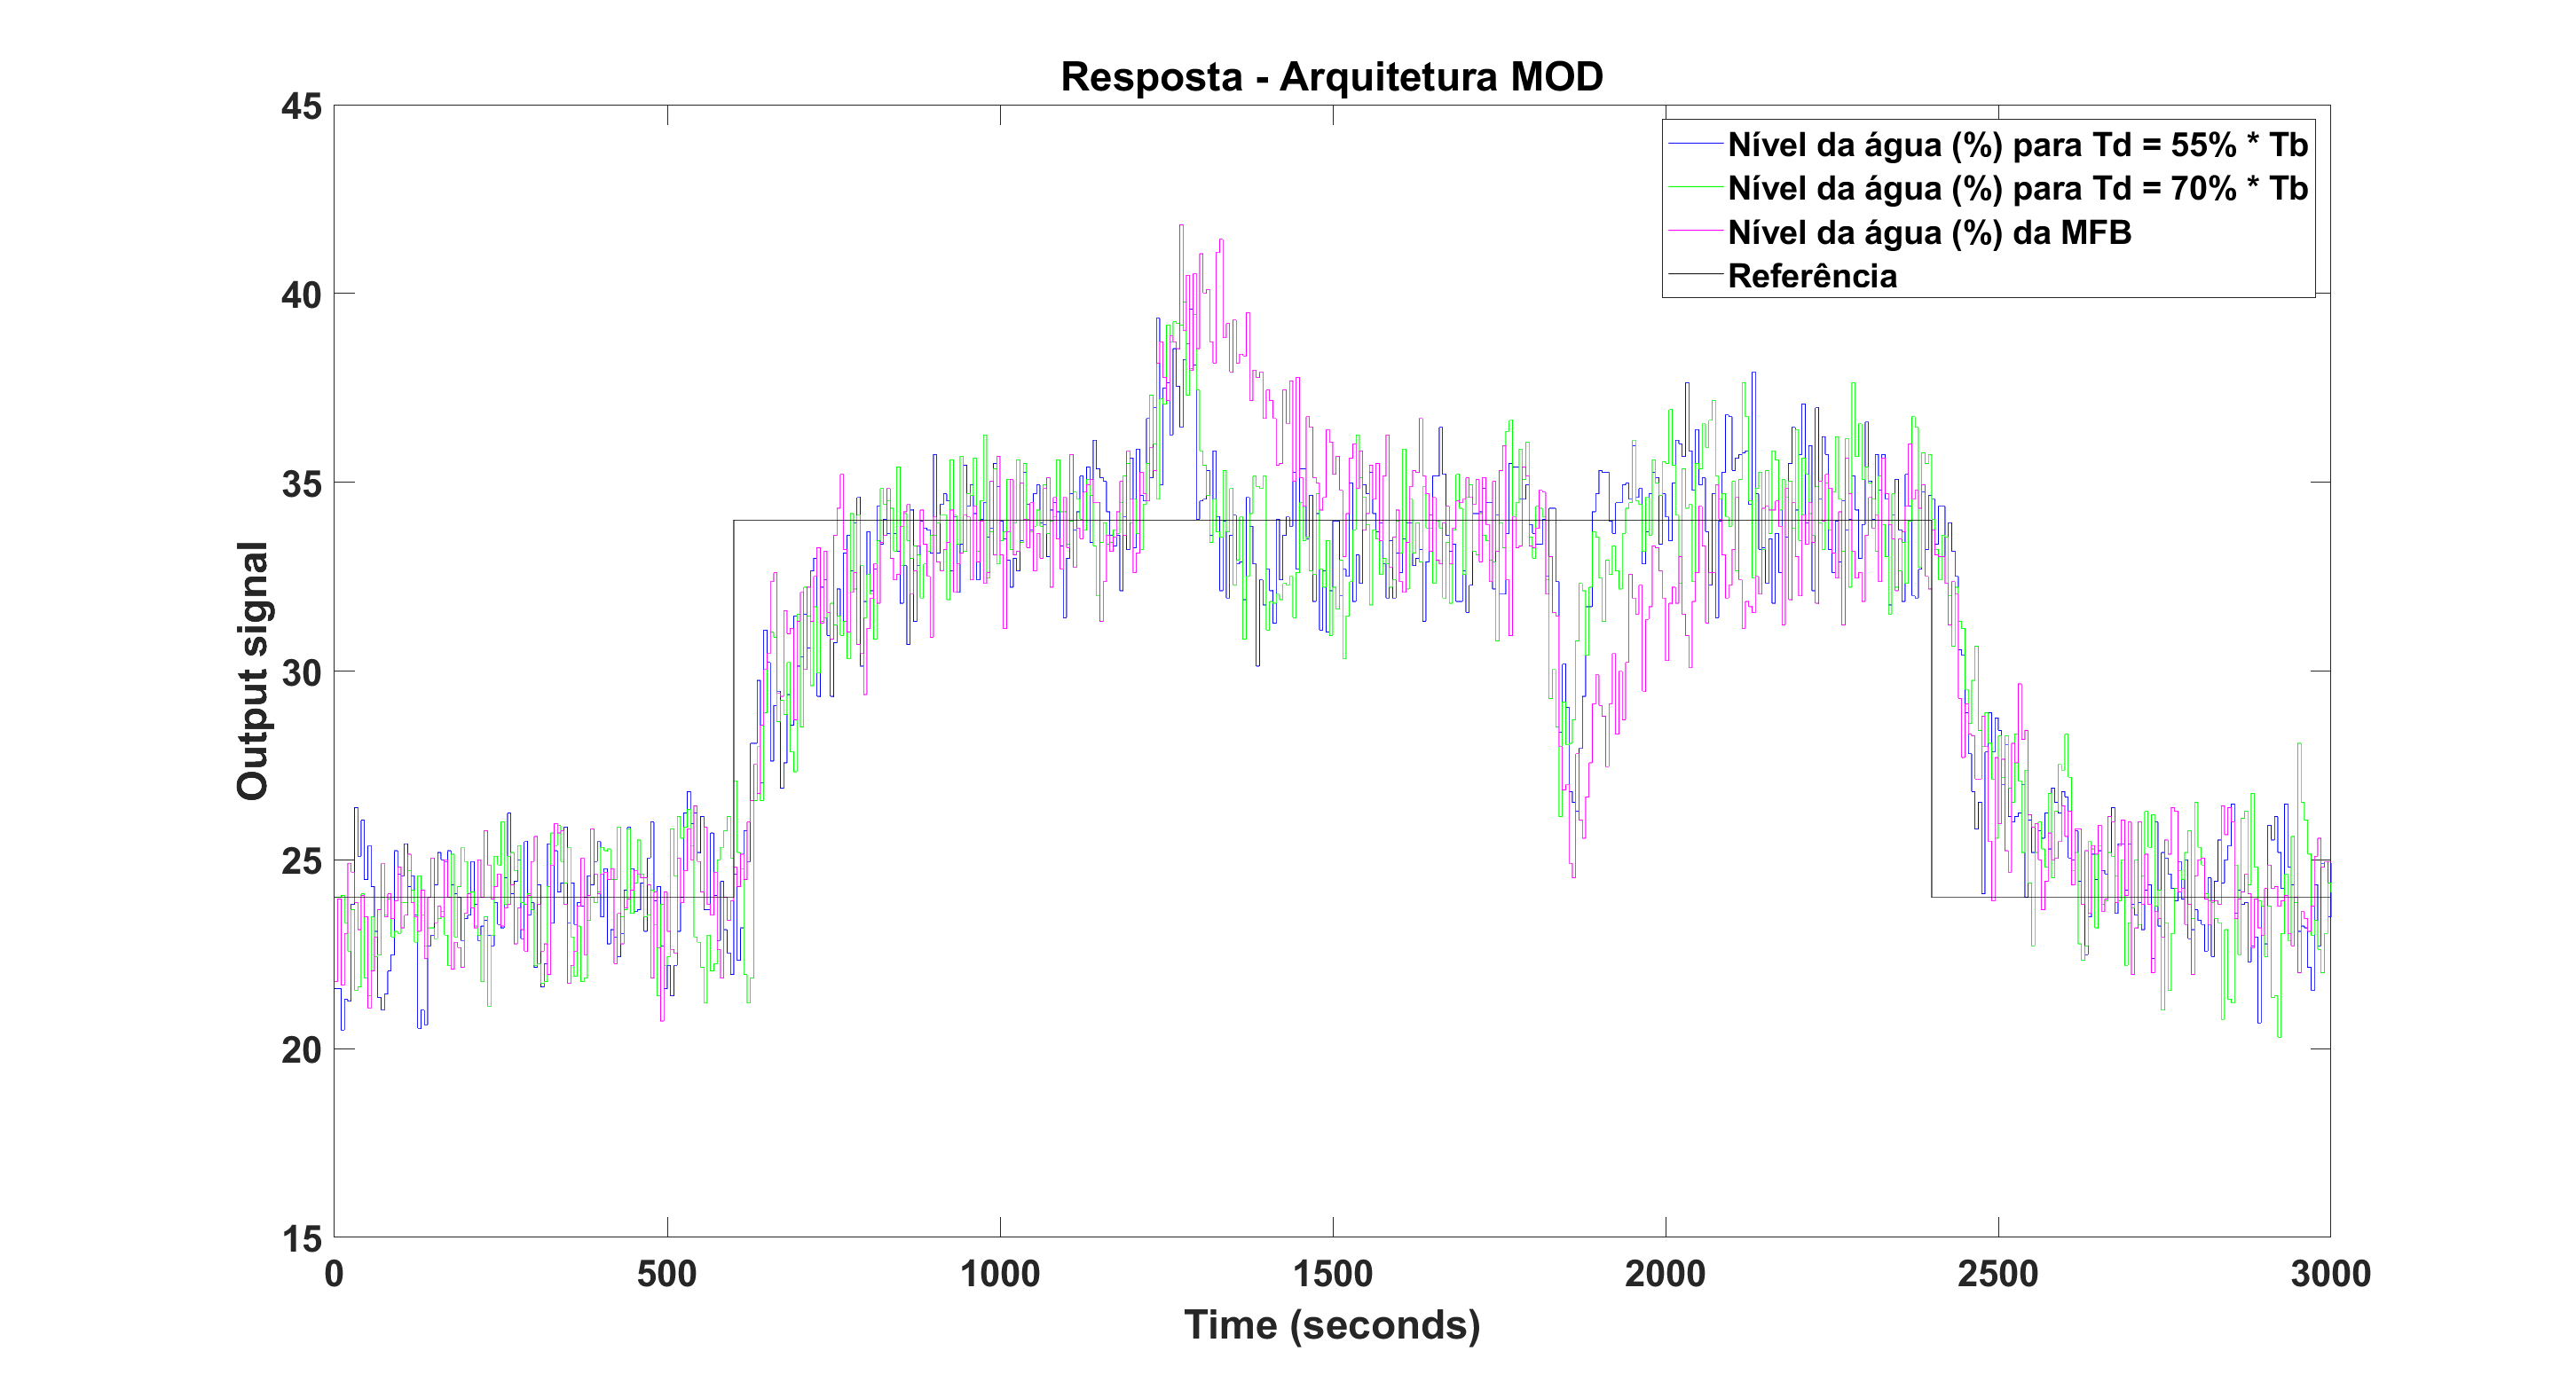 Resposta - Arquitetura MOD
45
40
35
30
25
20
15
Output signal
Nível da água (%) para Td = 55% * Tb
Nível da água (%) para Td = 70% * Tb
Nível da água (%) da MFB
Referência
0 500 1000 1500 2000 2500 3000
Time (seconds)